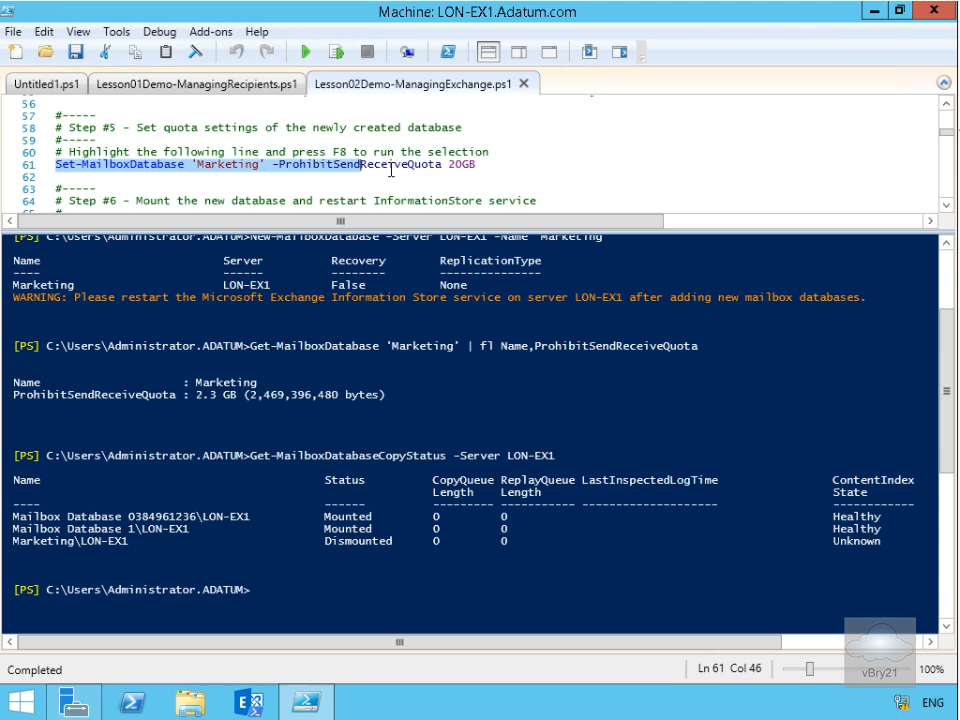 Machine: LON-EX1.Adatum.com
File Edit View Tools Debug Add-ons Help
Untitled1.ps1 Lesson01Demo-ManagingRecipients.ps1 Lesson02Demo-ManagingExchange.ps1
56
57 #-----
58 # Step #5 - Set quota settings of the newly created database
59 #-----
60 # Highlight the following line and press F8 to run the selection
61 Set-MailboxDatabase 'Marketing' -ProhibitSendReceiveQuota 20GB
62
63 #-----
64 # Step #6 - Mount the new database and restart InformationStore service
65 #
[PS] C:\Users\Administrator.ADATUM>New-MailboxDatabase -Server LON-EX1 -Name 'Marketing
Name Server Recovery ReplicationType
---- ------ -------- ---------------
Marketing LON-EX1 False None
WARNING: Please restart the Microsoft Exchange Information Store service on server LON-EX1 after adding new mailbox databases.
[PS] C:\Users\Administrator.ADATUM>Get-MailboxDatabase 'Marketing' | fl Name,ProhibitSendReceiveQuota
Name : Marketing
ProhibitSendReceiveQuota : 2.3 GB (2,469,396,480 bytes)
[PS] C:\Users\Administrator.ADATUM>Get-MailboxDatabaseCopyStatus -Server LON-EX1
Name Status CopyQueue ReplayQueue LastInspectedLogTime ContentIndex
Length Length State
---- ------ --------- ----------- -------------------- ------------
Mailbox Database 0384961236\LON-EX1 Mounted 0 0 Healthy
Mailbox Database 1\LON-EX1 Mounted 0 0 Healthy
Marketing\LON-EX1 Dismounted 0 0 Unknown
[PS] C:\Users\Administrator.ADATUM>
Completed Ln 61 Col 46 100%
vBry21
ENG